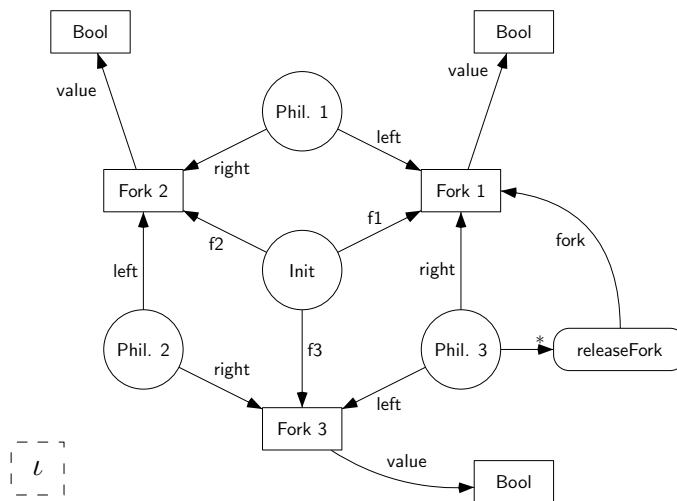 Bool
Bool
value
value
Phil. 1
left
right
Fork 2
Fork 1
f1
f2
fork
left
Init
right
Phil. 2
f3
Phil. 3
*
releaseFork
right
left
Fork 3
value
ι
Bool